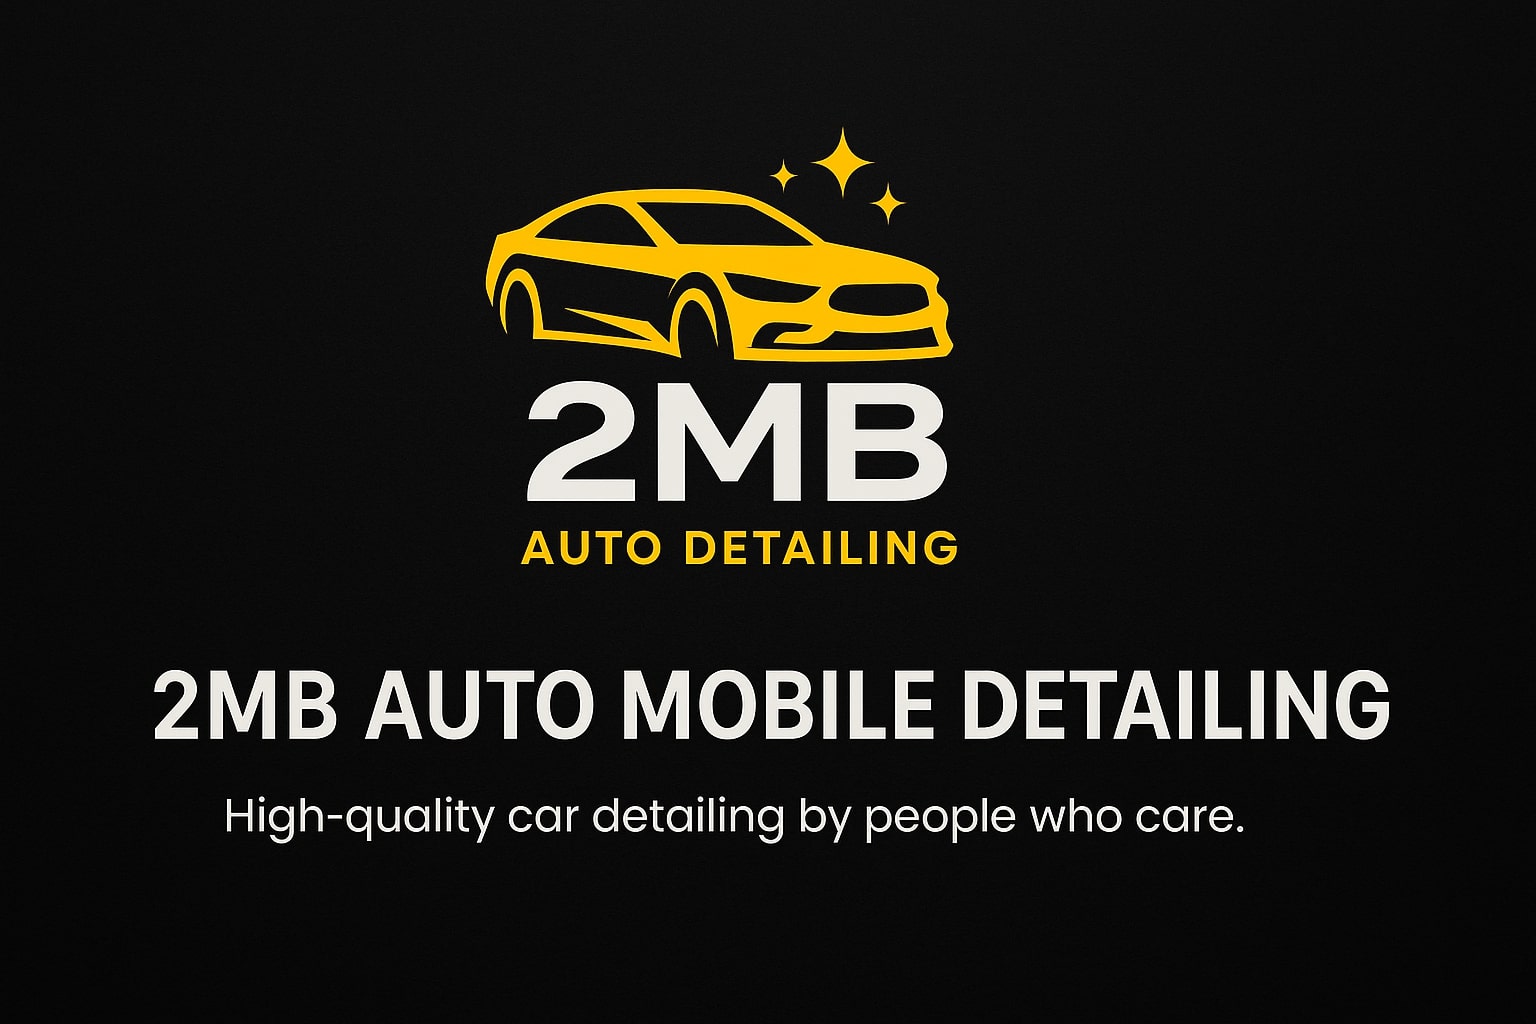 2MB
AUTO DETAILING
2MB AUTO MOBILE DETAILING
High-quality car detailing by people who care.